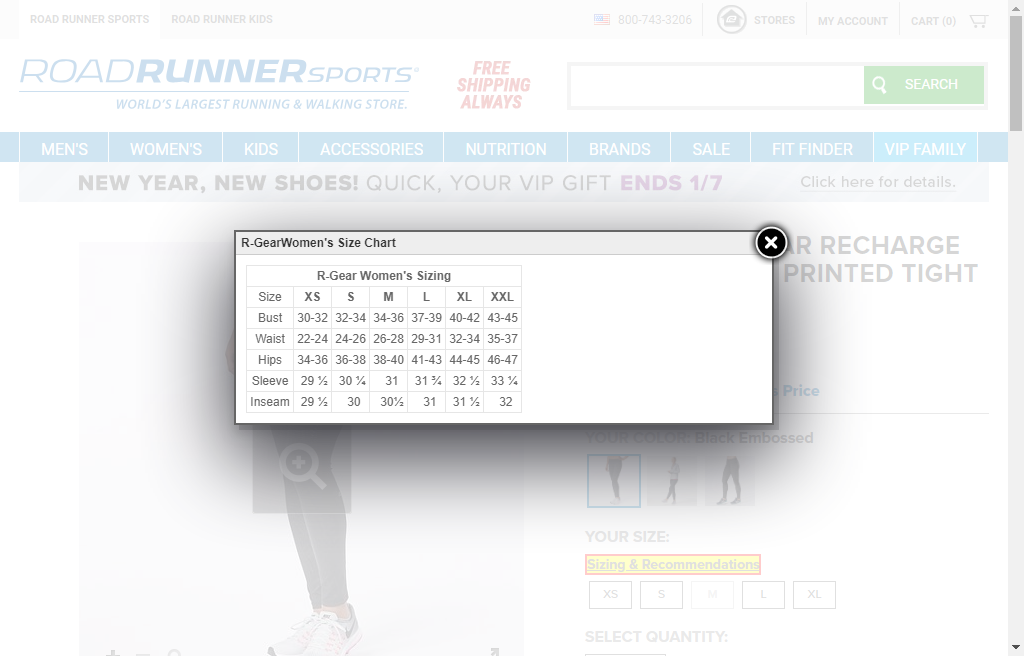 ROAD RUNNER SPORTS ROAD RUNNER KIDS 800-743-3206 STORES MY ACCOUNT CART (0)
ROADRUNNERSPORTS®
WORLD'S LARGEST RUNNING & WALKING STORE.
FREE
SHIPPING
ALWAYS
SEARCH
MEN'S WOMEN'S KIDS ACCESSORIES NUTRITION BRANDS SALE FIT FINDER VIP FAMILY
NEW YEAR, NEW SHOES! QUICK, YOUR VIP GIFT ENDS 1/7 Click here for details.
R-GearWomen's Size Chart
R-Gear Women's Sizing
Size XS S M L XL XXL
Bust 30-32 32-34 34-36 37-39 40-42 43-45
Waist 22-24 24-26 26-28 29-31 32-34 35-37
Hips 34-36 36-38 38-40 41-43 44-45 46-47
Sleeve 29 ½ 30 ¼ 31 31 ¾ 32 ½ 33 ¼
Inseam 29 ½ 30 30½ 31 31 ½ 32
RECHARGE
PRINTED TIGHT
Price
YOUR COLOR: Black Embossed
YOUR SIZE:
Sizing & Recommendations
XS S M L XL
SELECT QUANTITY: